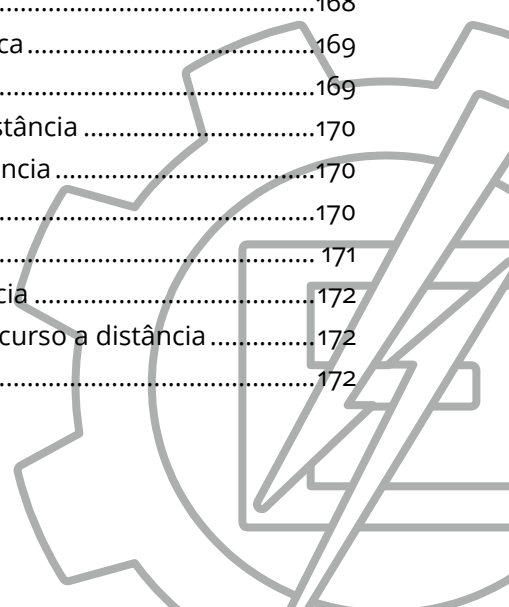 168
ca 169
169
stância 170
ncia 170
170
171
cia 172
curso a distância 172
172